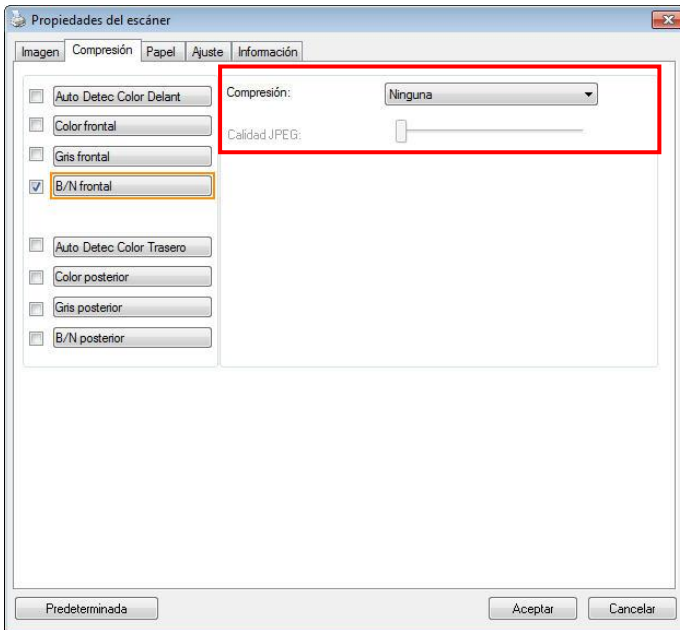 Propiedades del escáner
Imagen Compresión Papel Ajuste Información
Auto Detec Color Delant
Color frontal
Gris frontal
B/N frontal
Auto Detec Color Trasero
Color posterior
Gris posterior
B/N posterior
Compresión: Ninguna
Calidad JPEG:
Predeterminada Aceptar Cancelar